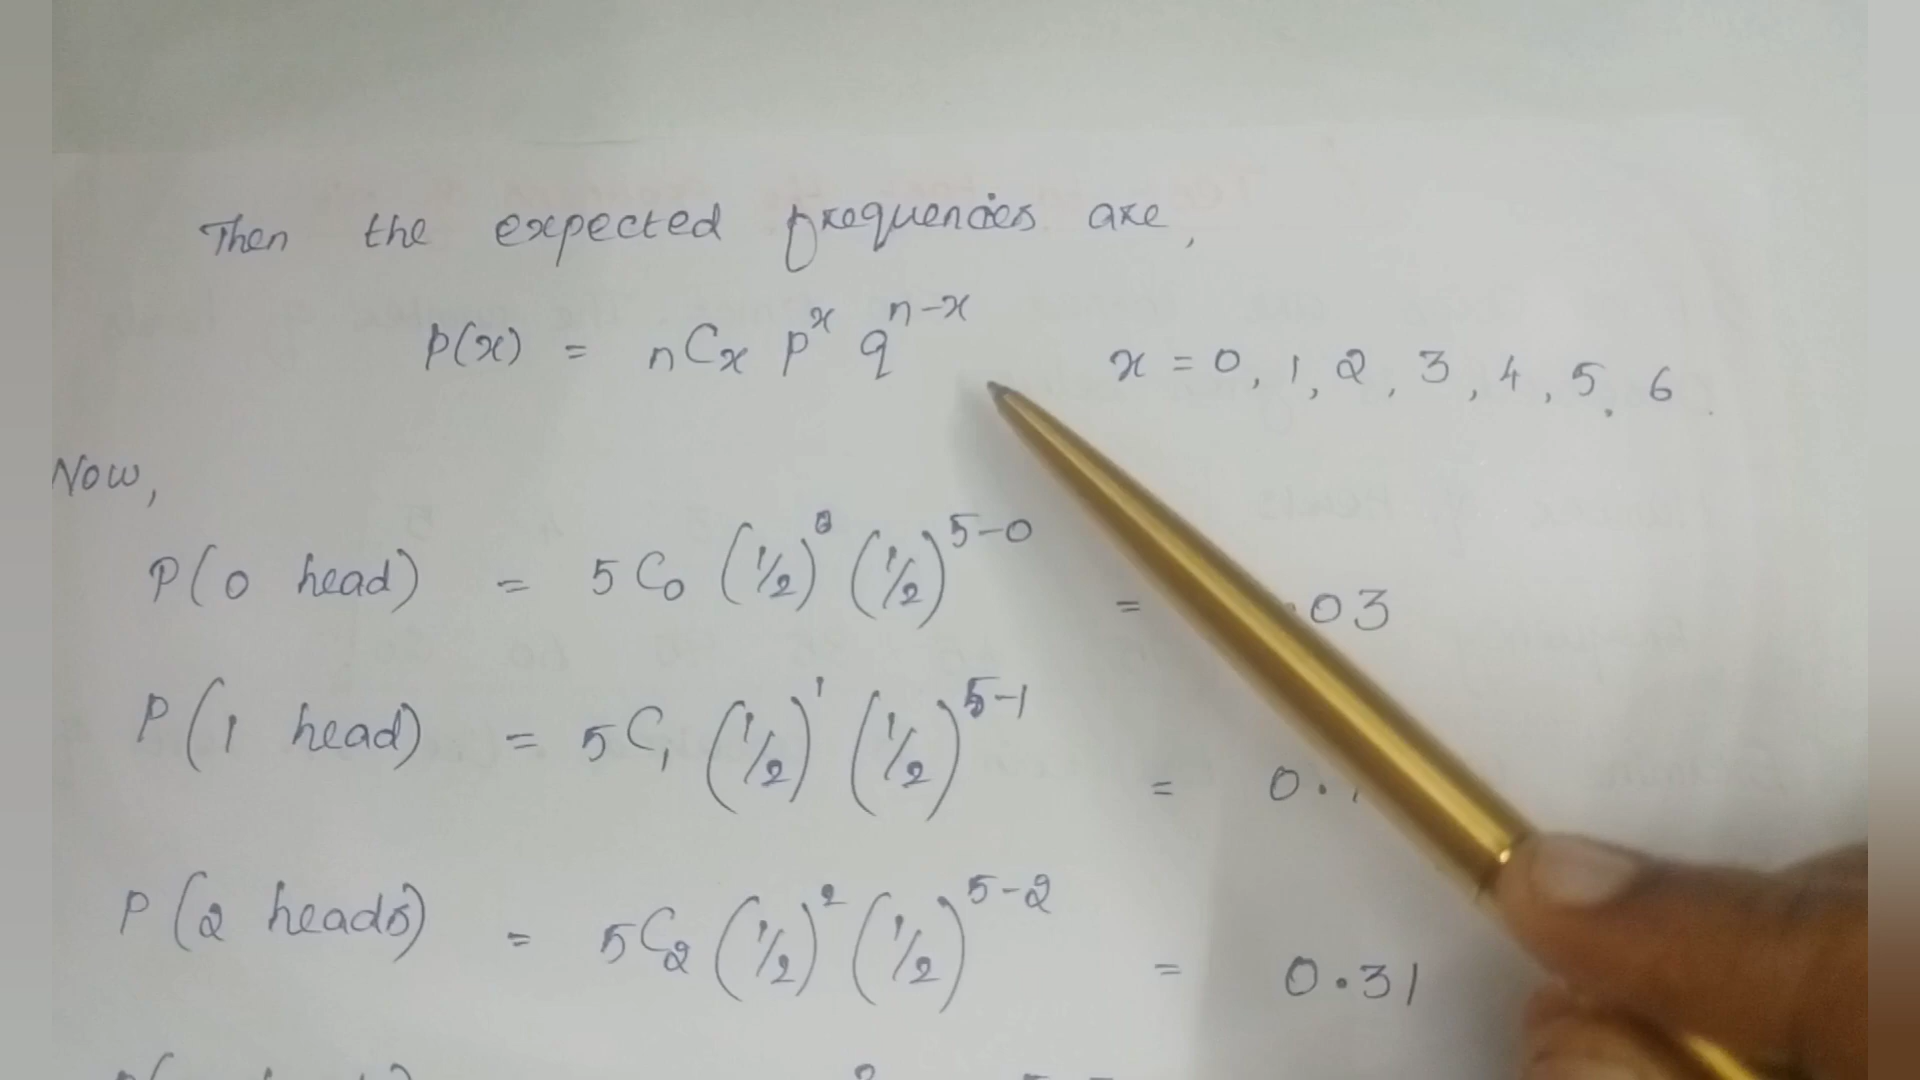 Then the expected frequencies are,
P(x) = nCx p^x q^n-x x = 0, 1, 2, 3, 4, 5, 6
Now,
P(0 head) = 5C0 (1/2)^0 (1/2)^5-0 = .03
P(1 head) = 5C1 (1/2)^1 (1/2)^5-1 = 0.
P(2 heads) = 5C2 (1/2)^2 (1/2)^5-2 = 0.31